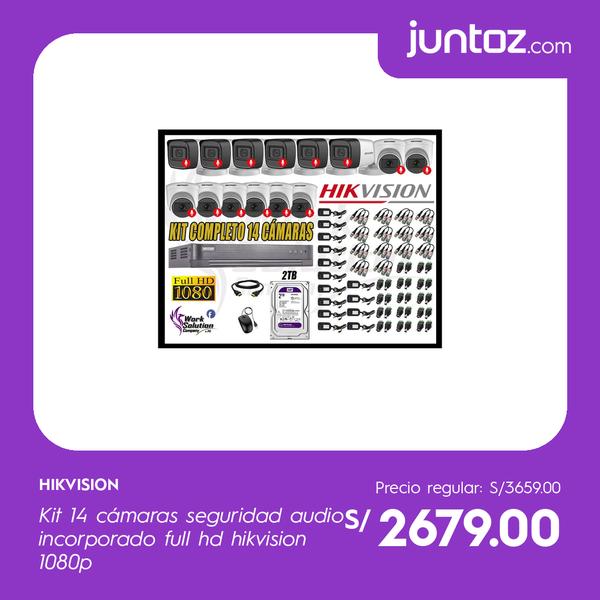 juntoz.com
HIKVISION
KIT COMPLETO 14 CÁMARAS
2TB
Full HD
1080
Work
Solution
Company
HIKVISION
Precio regular: S/3659.00
Kit 14 cámaras seguridad audio
incorporado full hd hikvision
1080p
S/ 2679.00